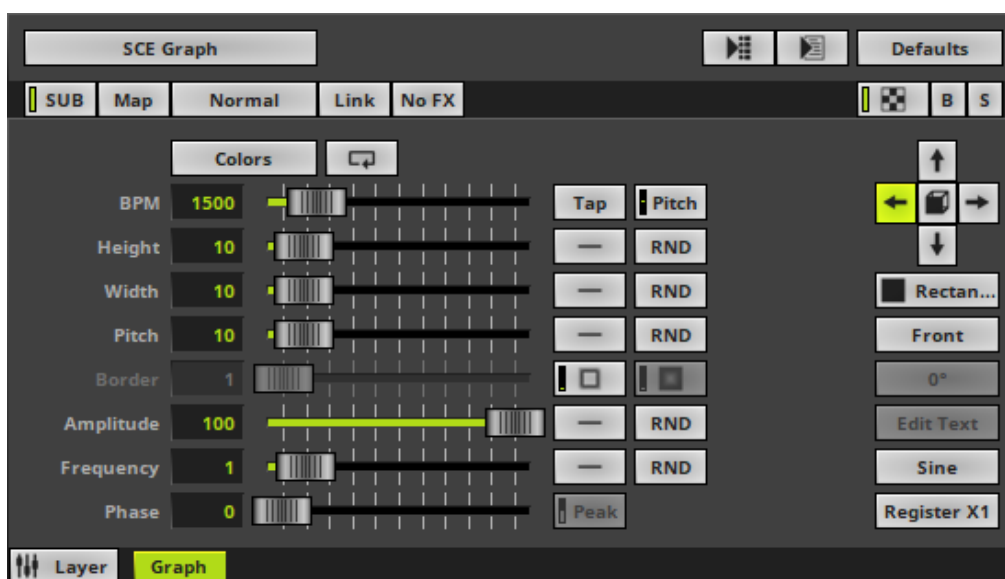 SCE Graph Defaults
SUB Map Normal Link No FX B S
Colors
BPM 1500 Tap Pitch
Height 10 RND
Width 10 RND Rectan...
Pitch 10 RND Front
Border 1 0°
Amplitude 100 RND Edit Text
Frequency 1 RND Sine
Phase 0 Peak Register X1
Layer Graph